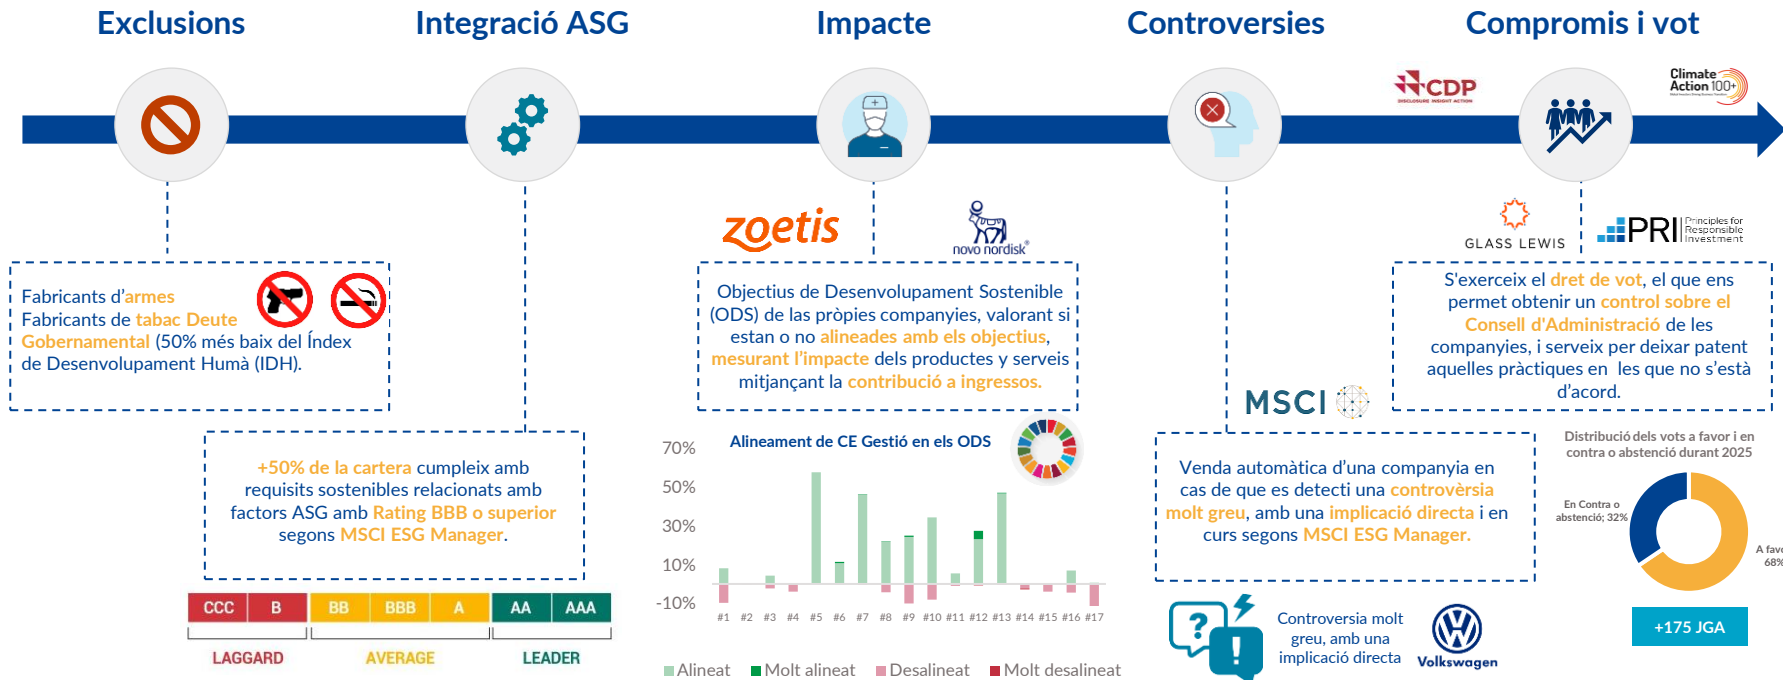 Exclusions
Integració ASG
Impacte
Controversies
Compromis i vot
CDP
DISCLOSURE INSIGHT ACTION
Climate
Action 100+
zoetis
novo nordisk®
GLASS LEWIS
PRI
Principles for
Responsible
Investment
Fabricants d'armes
Fabricants de tabac Deute
Gobernamental (50% més baix del Índex
de Desenvolupament Humà (IDH).
+50% de la cartera cumpleix amb
requisits sostenibles relacionats amb
factors ASG amb Rating BBB o superior
segons MSCI ESG Manager.
CCC B BB BBB A AA AAA
LAGGARD AVERAGE LEADER
Objectius de Desenvolupament Sostenible
(ODS) de las pròpies companyies, valorant si
estan o no alineades amb els objectius,
mesurant l'impacte dels productes y serveis
mitjançant la contribució a ingressos.
Alineament de CE Gestió en els ODS
70%
50%
30%
10%
-10%
#1 #2 #3 #4 #5 #6 #7 #8 #9 #10 #11 #12 #13 #14 #15 #16 #17
Alineat Molt alineat Desalineat Molt desalineat
MSCI
Venda automàtica d'una companyia en
cas de que es detecti una controvèrsia
molt greu, amb una implicació directa i en
curs segons MSCI ESG Manager.
? !
Controversia molt
greu, amb una
implicació directa
Volkswagen
S'exerceix el dret de vot, el que ens
permet obtenir un control sobre el
Consell d'Administració de les
companyies, i serveix per deixar patent
aquelles pràctiques en les que no s'està
d'acord.
Distribució dels vots a favor i en
contra o abstenció durant 2025
En Contra o
abstenció; 32%
A favo
68%
+175 JGA